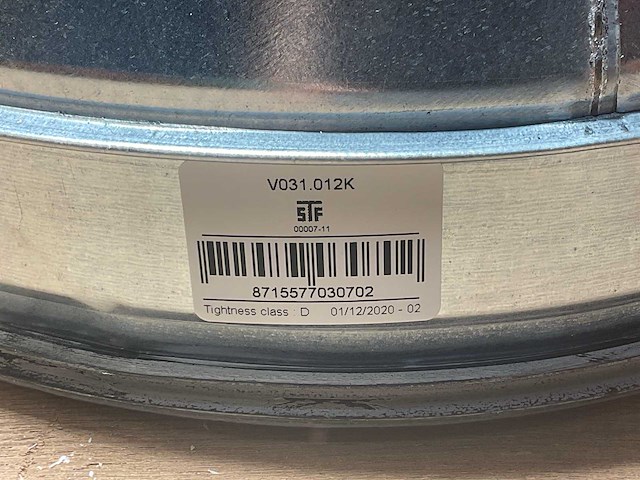 V031.012K
STF
00007-11
8715577030702
Tightness class : D 01/12/2020 - 02